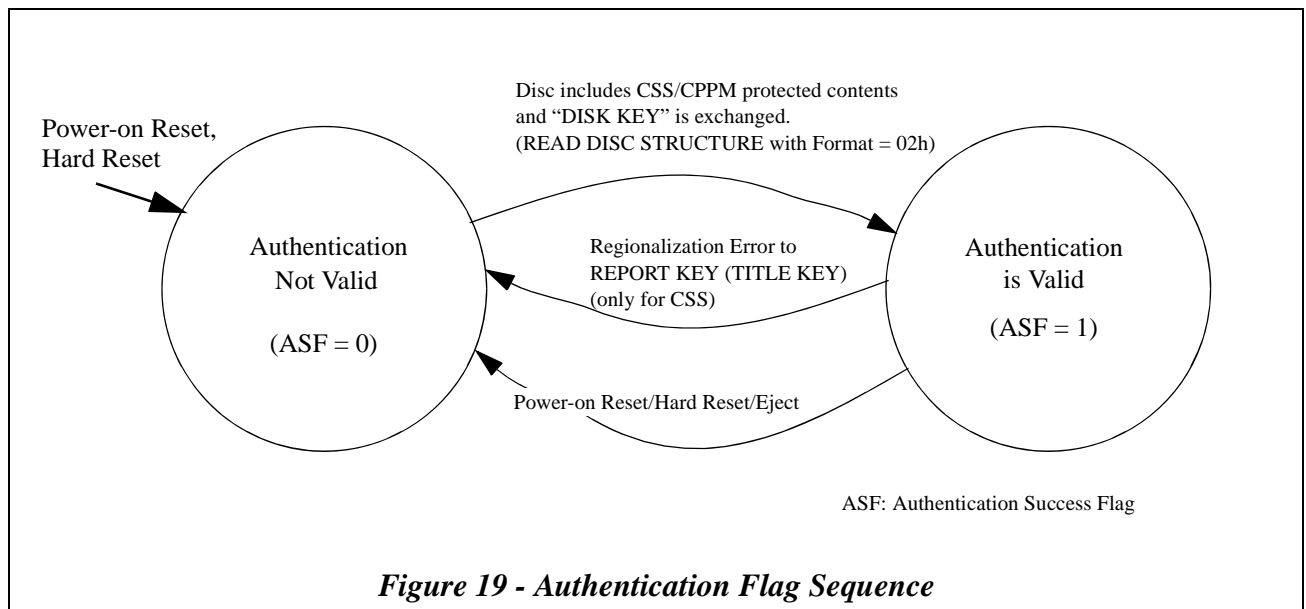 Disc includes CSS/CPPM protected contents
and “DISK KEY” is exchanged.
(READ DISC STRUCTURE with Format = 02h)
Power-on Reset,
Hard Reset
Authentication
Not Valid
(ASF = 0)
Regionalization Error to
REPORT KEY (TITLE KEY)
(only for CSS)
Authentication
is Valid
(ASF = 1)
Power-on Reset/Hard Reset/Eject
ASF: Authentication Success Flag
Figure 19 - Authentication Flag Sequence